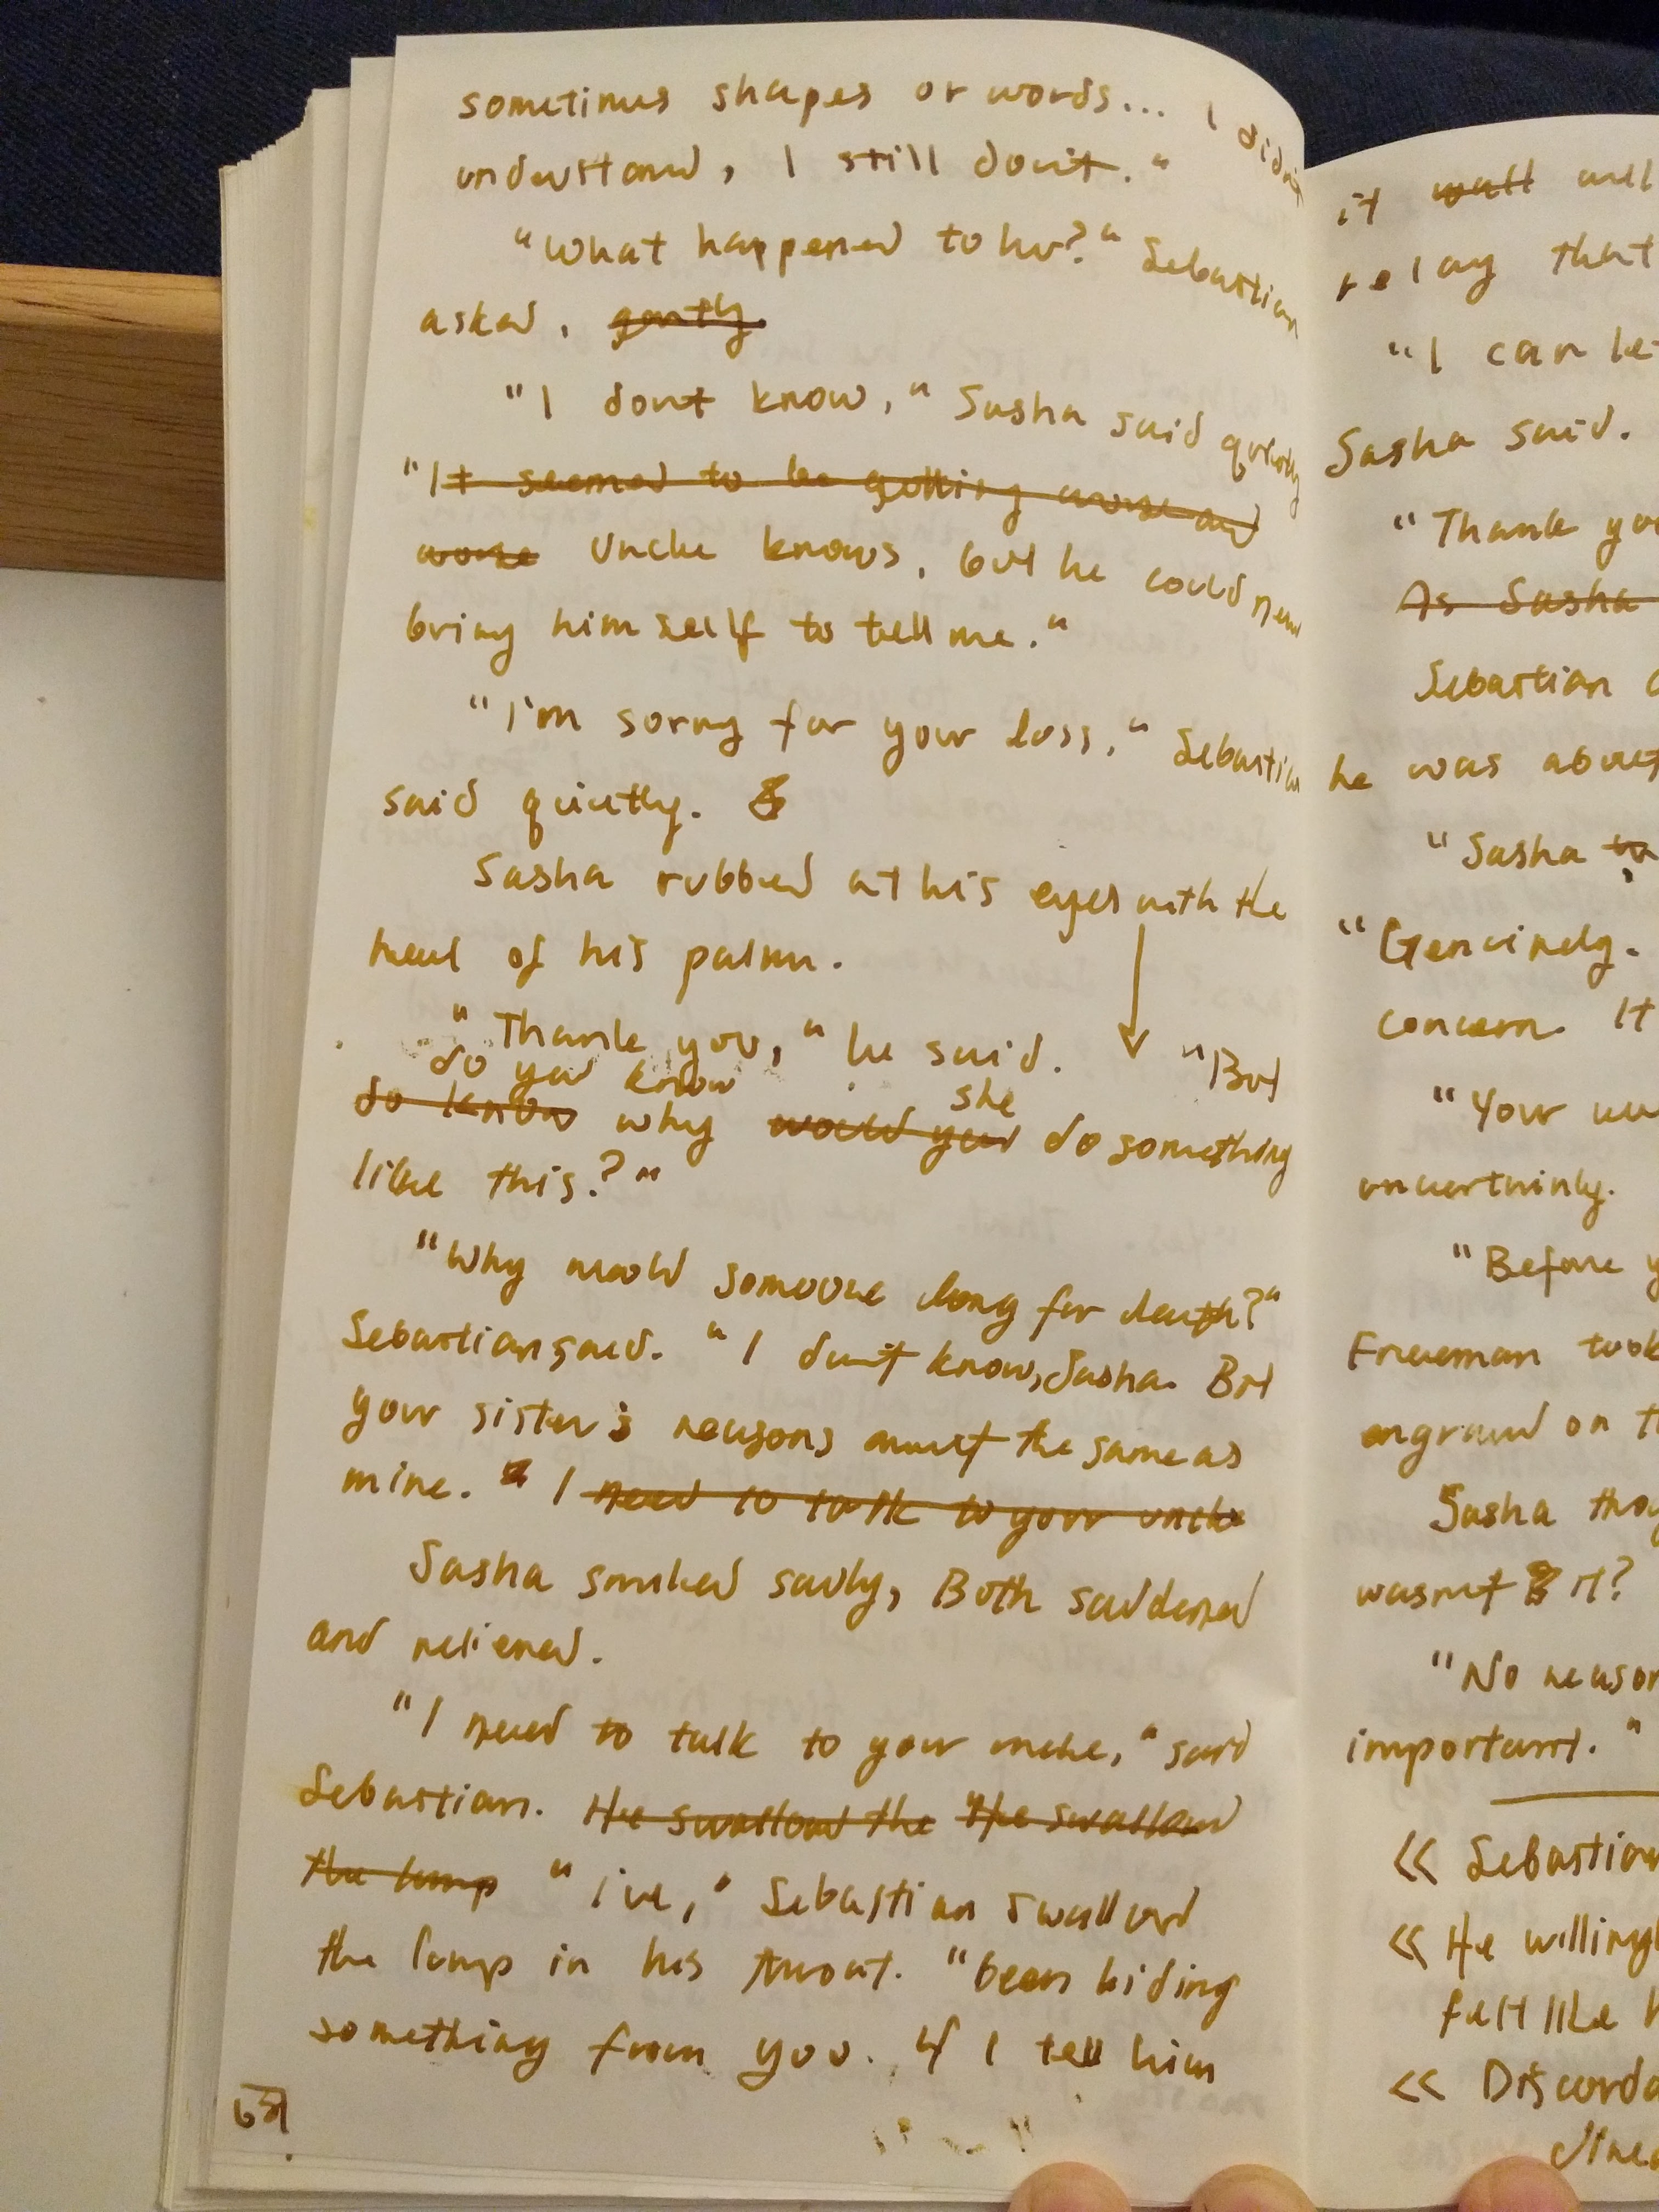 sometimes shapes or words... I didn't
understand, I still don't."
"What happened to her?" Sebastian
asked, gently.
"I don't know," Sasha said quietly
"It seemed to be getting worse and
worse Uncle knows, but he could never
bring himself to tell me."
"I'm sorry for your loss," Sebastian
said quietly.
Sasha rubbed at his eyes with the
heel of his palm.
"Thank you," he said. "But
do you know she
do know why would you do something
like this?"
"Why would someone long for death?"
Sebastian said. "I don't know, Sasha. But
your sister's reasons aren't the same as
mine." I need to talk to your uncle
Sasha smiled sadly, Both saddened
and relieved.
"I need to talk to your uncle," said
Sebastian. He swallowed the He swallowed
the lump "I've," Sebastian swallowed
the lump in his throat. "been hiding
something from you. If I tell him
it well will
relay that
"I can let
Sasha said.
"Thank you
As Sasha
Sebastian
he was about
"Sasha
"Genuinely.
concern. It
"Your
uncertainly.
"Before y
Freeman took
engraved on t
Sasha thoug
wasn't it?
"No reason
important."
<< Sebastian
<< He willingl
felt like h
<< Discorda